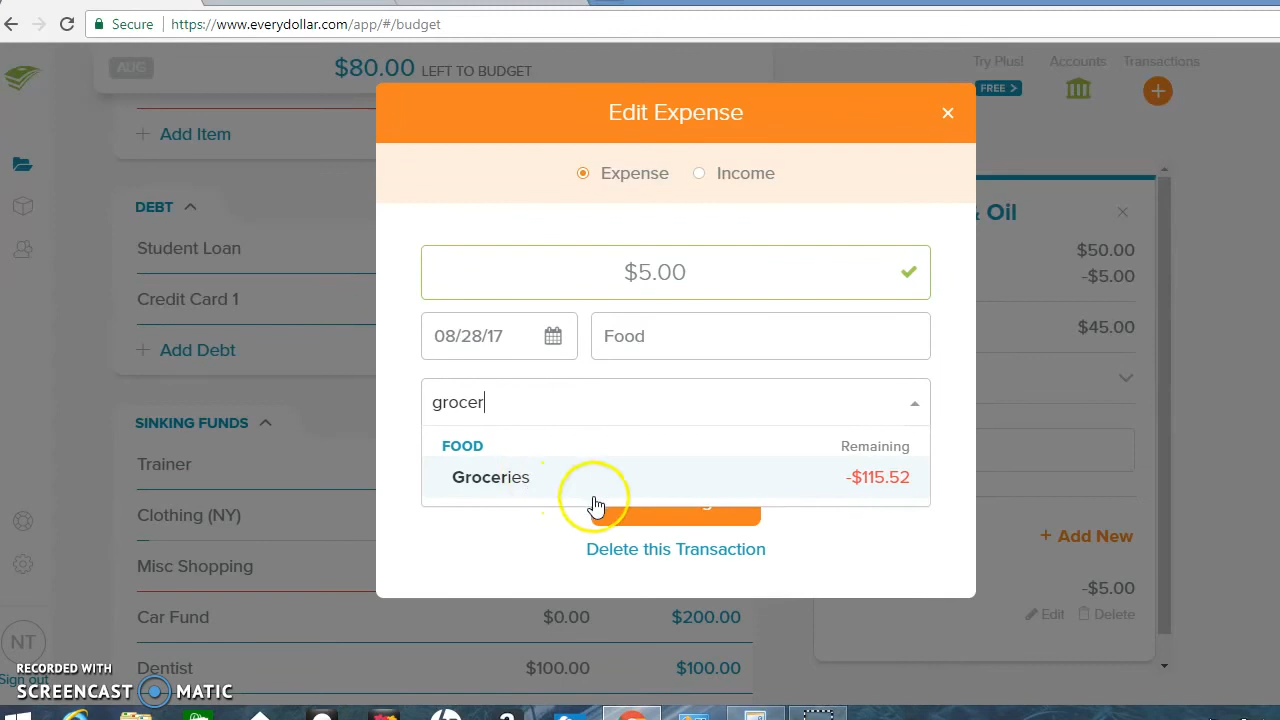 Secure https://www.everydollar.com/app/#/budget
AUG
$80.00 LEFT TO BUDGET
Try Plus!
FREE >
Accounts
Transactions
Add Item
DEBT
Student Loan
Credit Card 1
Add Debt
SINKING FUNDS
Trainer
Clothing (NY)
Misc Shopping
Car Fund $0.00 $200.00
Dentist $100.00 $100.00
Edit Expense
Expense Income
$5.00
08/28/17 Food
grocer
FOOD Remaining
Groceries -$115.52
Delete this Transaction
& Oil
$50.00
-$5.00
$45.00
+ Add New
-$5.00
Edit Delete
NT
Sign out
RECORDED WITH
SCREENCAST MATIC